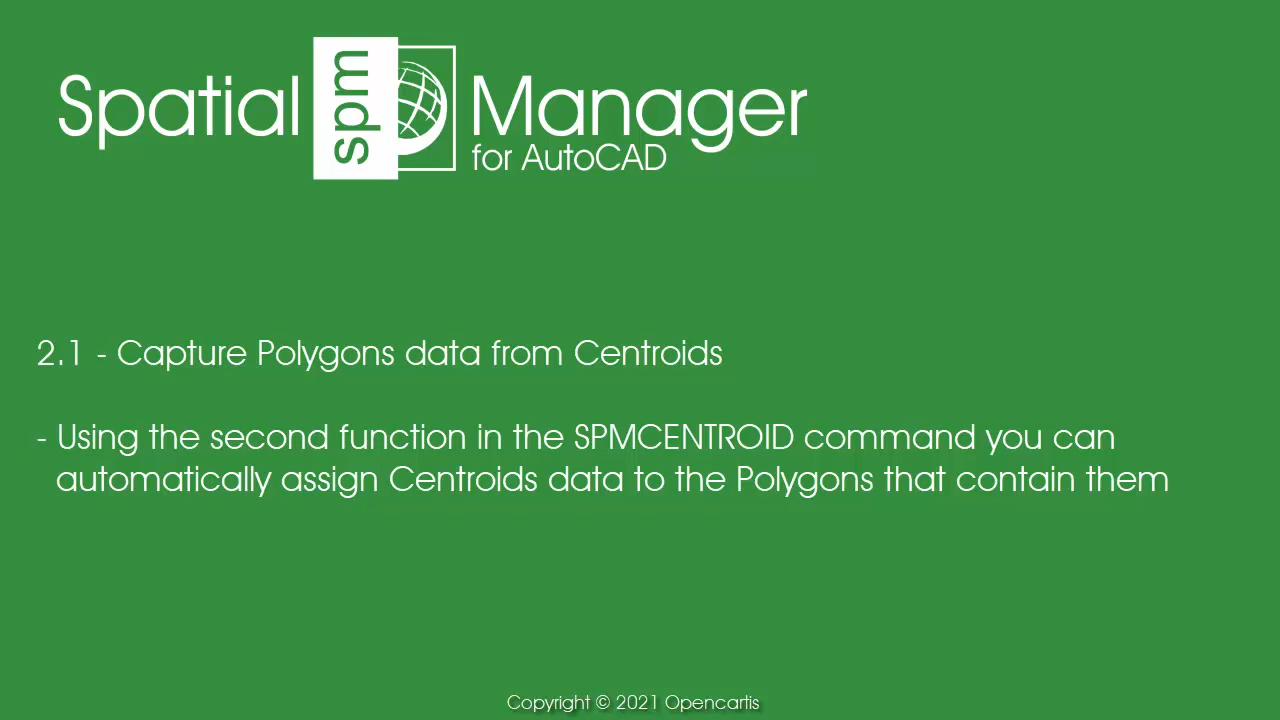 Spatial spm Manager
for AutoCAD
2.1 - Capture Polygons data from Centroids
- Using the second function in the SPMCENTROID command you can
automatically assign Centroids data to the Polygons that contain them
Copyright © 2021 Opencartis